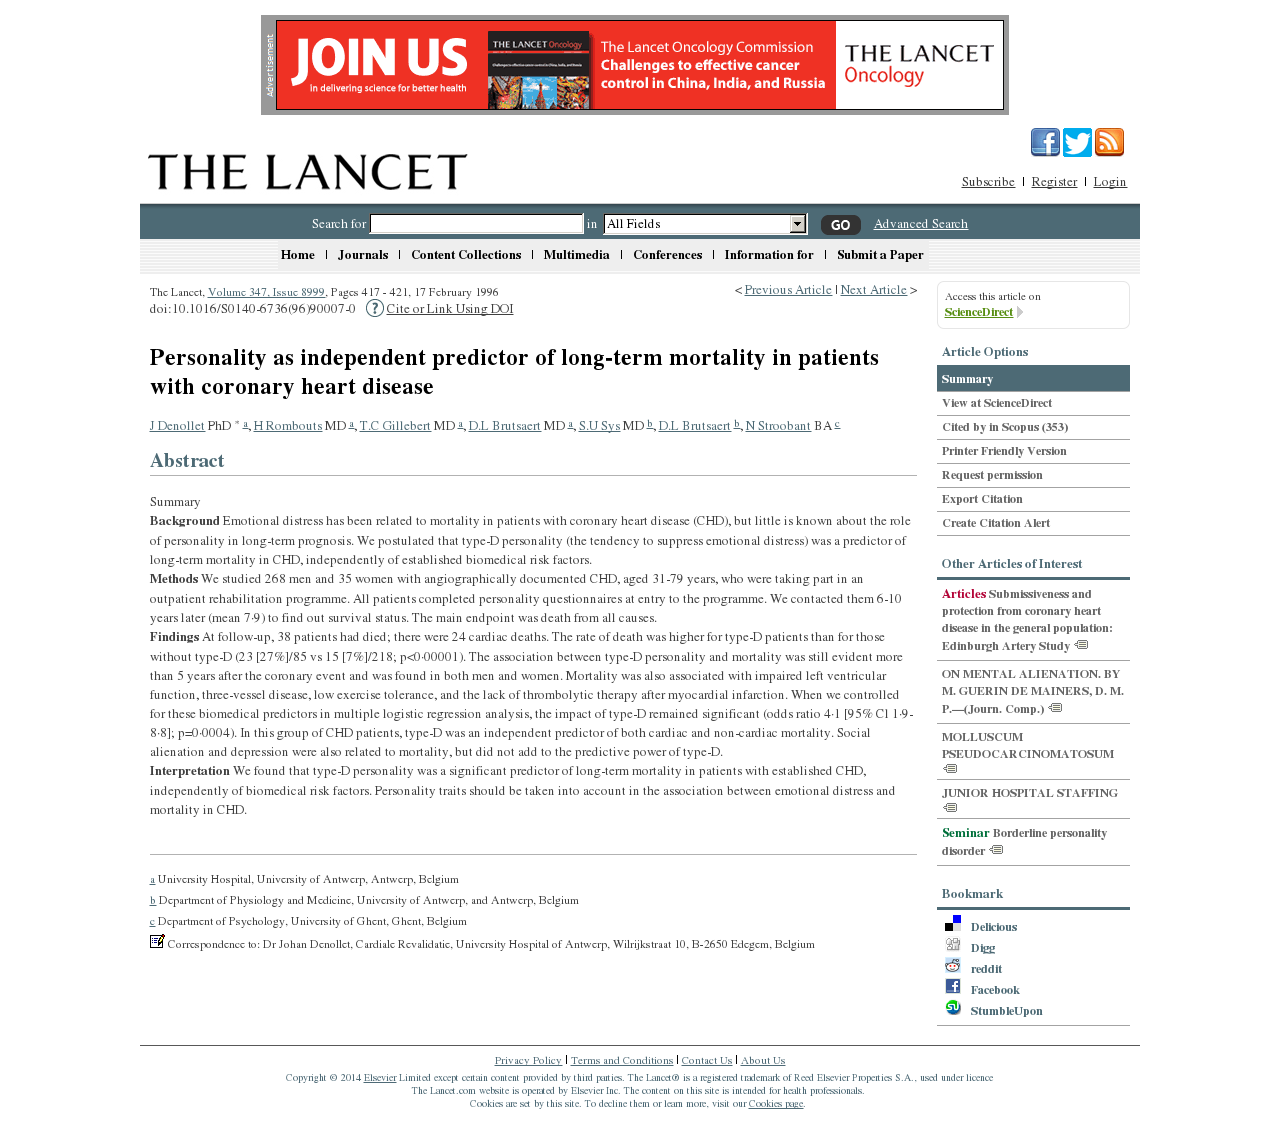 Advertisement
JOIN US
in delivering science for better health
THE LANCET Oncology
The Lancet Oncology Commission
Challenges to effective cancer
control in China, India, and Russia
THE LANCET
Oncology
THE LANCET
Subscribe | Register | Login
Search for in All Fields GO Advanced Search
Home | Journals | Content Collections | Multimedia | Conferences | Information for | Submit a Paper
The Lancet, Volume 347, Issue 8999, Pages 417 - 421, 17 February 1996
< Previous Article | Next Article >
doi:10.1016/S0140-6736(96)90007-0 ? Cite or Link Using DOI
Personality as independent predictor of long-term mortality in patients
with coronary heart disease
J Denollet PhD * a, H Rombouts MD a, T.C Gillebert MD a, D.L Brutsaert MD a, S.U Sys MD b, D.L Brutsaert b, N Stroobant BA c
Abstract
Summary
Background Emotional distress has been related to mortality in patients with coronary heart disease (CHD), but little is known about the role
of personality in long-term prognosis. We postulated that type-D personality (the tendency to suppress emotional distress) was a predictor of
long-term mortality in CHD, independently of established biomedical risk factors.
Methods We studied 268 men and 35 women with angiographically documented CHD, aged 31-79 years, who were taking part in an
outpatient rehabilitation programme. All patients completed personality questionnaires at entry to the programme. We contacted them 6-10
years later (mean 7·9) to find out survival status. The main endpoint was death from all causes.
Findings At follow-up, 38 patients had died; there were 24 cardiac deaths. The rate of death was higher for type-D patients than for those
without type-D (23 [27%]/85 vs 15 [7%]/218; p<0·00001). The association between type-D personality and mortality was still evident more
than 5 years after the coronary event and was found in both men and women. Mortality was also associated with impaired left ventricular
function, three-vessel disease, low exercise tolerance, and the lack of thrombolytic therapy after myocardial infarction. When we controlled
for these biomedical predictors in multiple logistic regression analysis, the impact of type-D remained significant (odds ratio 4·1 [95% Cl 1·9-
8·8]; p=0·0004). In this group of CHD patients, type-D was an independent predictor of both cardiac and non-cardiac mortality. Social
alienation and depression were also related to mortality, but did not add to the predictive power of type-D.
Interpretation We found that type-D personality was a significant predictor of long-term mortality in patients with established CHD,
independently of biomedical risk factors. Personality traits should be taken into account in the association between emotional distress and
mortality in CHD.
a University Hospital, University of Antwerp, Antwerp, Belgium
b Department of Physiology and Medicine, University of Antwerp, and Antwerp, Belgium
c Department of Psychology, University of Ghent, Ghent, Belgium
Correspondence to: Dr Johan Denollet, Cardiale Revalidatie, University Hospital of Antwerp, Wilrijkstraat 10, B-2650 Edegem, Belgium
Access this article on
ScienceDirect
Article Options
Summary
View at ScienceDirect
Cited by in Scopus (353)
Printer Friendly Version
Request permission
Export Citation
Create Citation Alert
Other Articles of Interest
Articles Submissiveness and
protection from coronary heart
disease in the general population:
Edinburgh Artery Study
ON MENTAL ALIENATION. BY
M. GUERIN DE MAINERS, D. M.
P.—(Journ. Comp.)
MOLLUSCUM
PSEUDOCARCINOMATOSUM
JUNIOR HOSPITAL STAFFING
Seminar Borderline personality
disorder
Bookmark
Delicious
Digg
reddit
Facebook
StumbleUpon
Privacy Policy | Terms and Conditions | Contact Us | About Us
Copyright © 2014 Elsevier Limited except certain content provided by third parties. The Lancet® is a registered trademark of Reed Elsevier Properties S.A., used under licence
The Lancet.com website is operated by Elsevier Inc. The content on this site is intended for health professionals.
Cookies are set by this site. To decline them or learn more, visit our Cookies page.